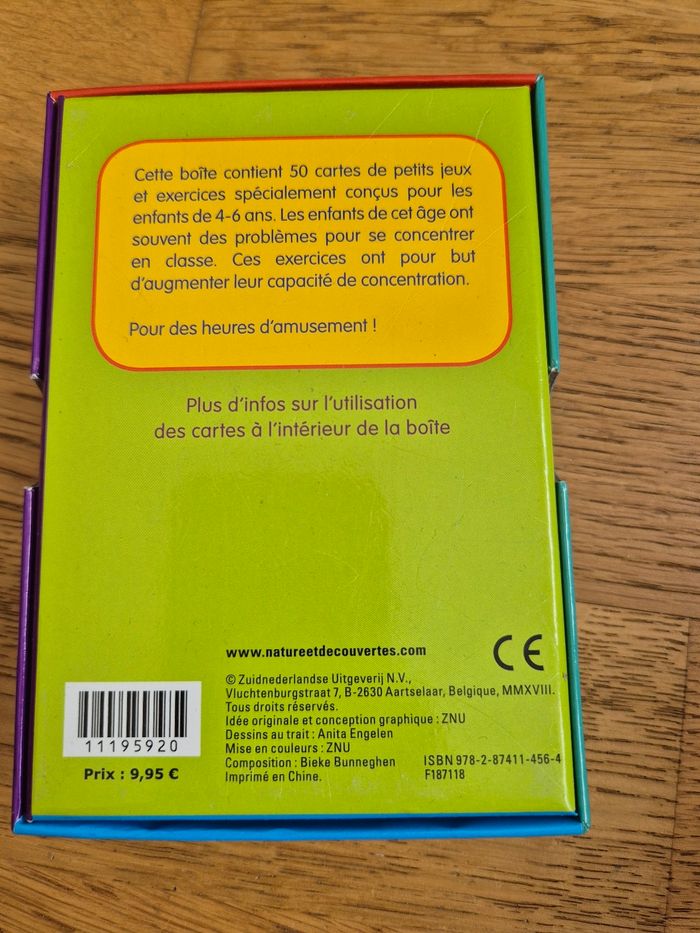 Cette boîte contient 50 cartes de petits jeux
et exercices spécialement conçus pour les
enfants de 4-6 ans. Les enfants de cet âge ont
souvent des problèmes pour se concentrer
en classe. Ces exercices ont pour but
d'augmenter leur capacité de concentration.
Pour des heures d'amusement !
Plus d'infos sur l'utilisation
des cartes à l'intérieur de la boîte
www.natureetdecouvertes.com
CE
© Zuidnederlandse Uitgeverij N.V.,
Vluchtenburgstraat 7, B-2630 Aartselaar, Belgique, MMXVIII.
Tous droits réservés.
Idée originale et conception graphique : ZNU
Dessins au trait : Anita Engelen
Mise en couleurs : ZNU
Composition : Bieke Bunneghen
Imprimé en Chine.
ISBN 978-2-87411-456-4
F187118
11195920
Prix : 9,95 €